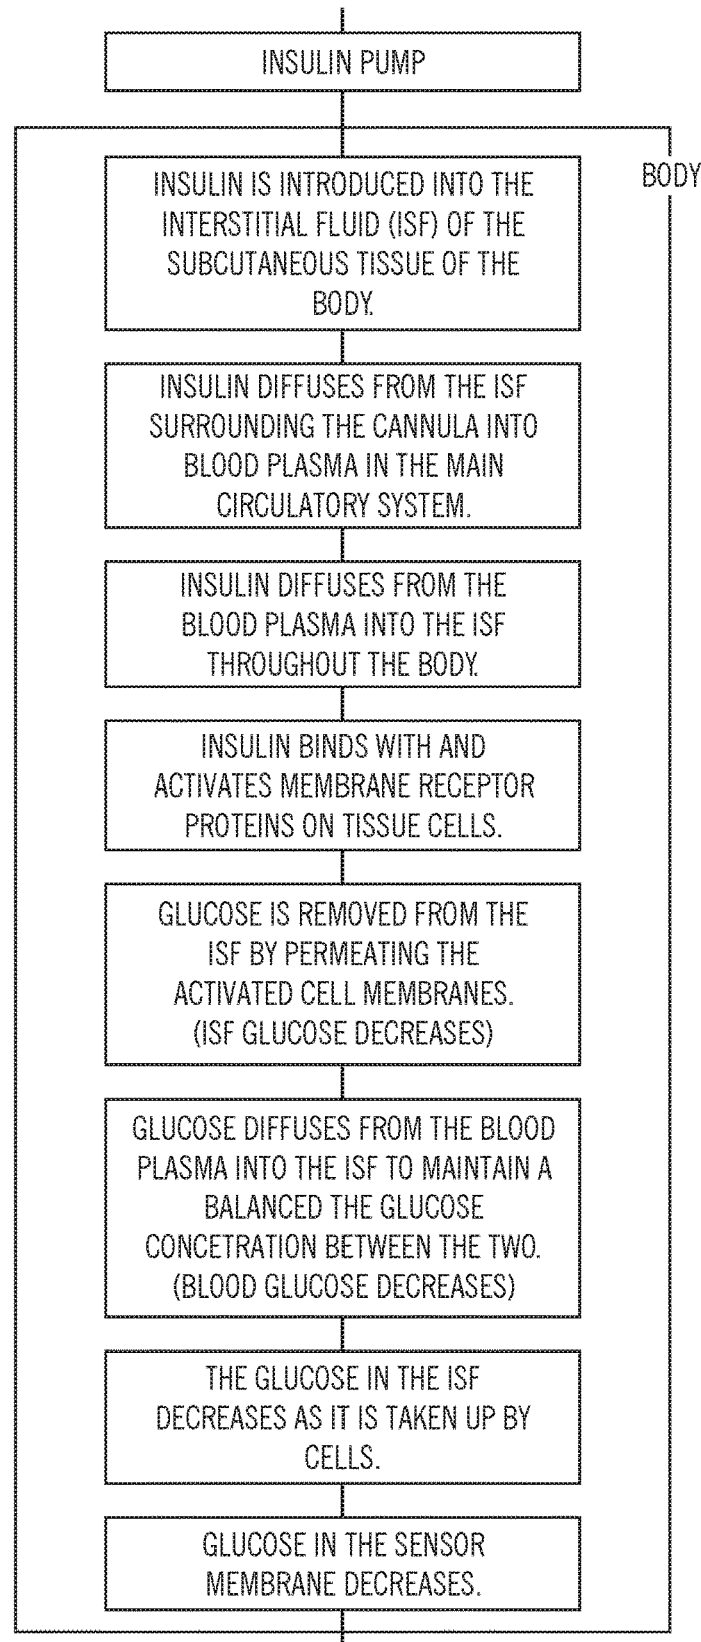 INSULIN PUMP
BODY
INSULIN IS INTRODUCED INTO THE
INTERSTITIAL FLUID (ISF) OF THE
SUBCUTANEOUS TISSUE OF THE
BODY.
INSULIN DIFFUSES FROM THE ISF
SURROUNDING THE CANNULA INTO
BLOOD PLASMA IN THE MAIN
CIRCULATORY SYSTEM.
INSULIN DIFFUSES FROM THE
BLOOD PLASMA INTO THE ISF
THROUGHOUT THE BODY.
INSULIN BINDS WITH AND
ACTIVATES MEMBRANE RECEPTOR
PROTEINS ON TISSUE CELLS.
GLUCOSE IS REMOVED FROM THE
ISF BY PERMEATING THE
ACTIVATED CELL MEMBRANES.
(ISF GLUCOSE DECREASES)
GLUCOSE DIFFUSES FROM THE BLOOD
PLASMA INTO THE ISF TO MAINTAIN A
BALANCED THE GLUCOSE
CONCETRATION BETWEEN THE TWO.
(BLOOD GLUCOSE DECREASES)
THE GLUCOSE IN THE ISF
DECREASES AS IT IS TAKEN UP BY
CELLS.
GLUCOSE IN THE SENSOR
MEMBRANE DECREASES.